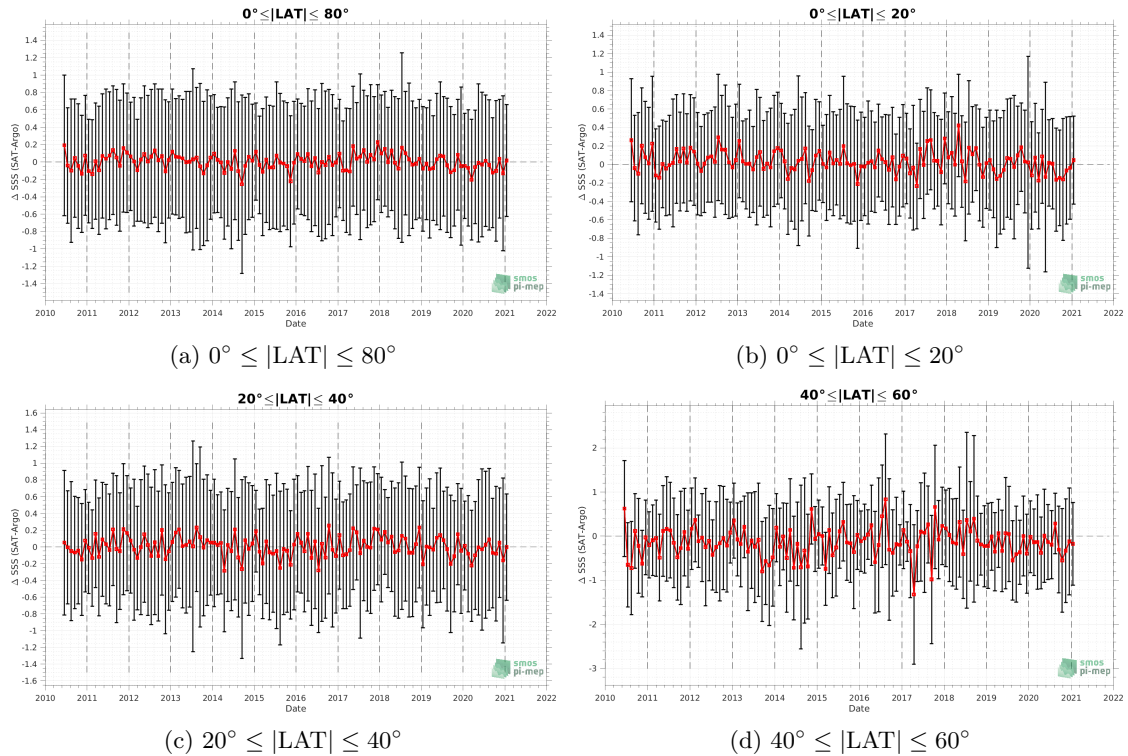 0°≤|LAT|≤ 80°
Δ SSS (SAT-Argo)
1.4
1.2
1
0.8
0.6
0.4
0.2
0
-0.2
-0.4
-0.6
-0.8
-1
-1.2
-1.4
smos
pi-mep
2010 2011 2012 2013 2014 2015 2016 2017 2018 2019 2020 2021 2022
Date
(a) 0° ≤ |LAT| ≤ 80°
0°≤|LAT|≤ 20°
Δ SSS (SAT-Argo)
1.4
1.2
1
0.8
0.6
0.4
0.2
0
-0.2
-0.4
-0.6
-0.8
-1
-1.2
-1.4
smos
pi-mep
2010 2011 2012 2013 2014 2015 2016 2017 2018 2019 2020 2021 2022
Date
(b) 0° ≤ |LAT| ≤ 20°
20°≤|LAT|≤ 40°
Δ SSS (SAT-Argo)
1.6
1.4
1.2
1
0.8
0.6
0.4
0.2
0
-0.2
-0.4
-0.6
-0.8
-1
-1.2
-1.4
-1.6
smos
pi-mep
2010 2011 2012 2013 2014 2015 2016 2017 2018 2019 2020 2021 2022
Date
(c) 20° ≤ |LAT| ≤ 40°
40°≤|LAT|≤ 60°
Δ SSS (SAT-Argo)
2
1
0
-1
-2
-3
smos
pi-mep
2010 2011 2012 2013 2014 2015 2016 2017 2018 2019 2020 2021 2022
Date
(d) 40° ≤ |LAT| ≤ 60°